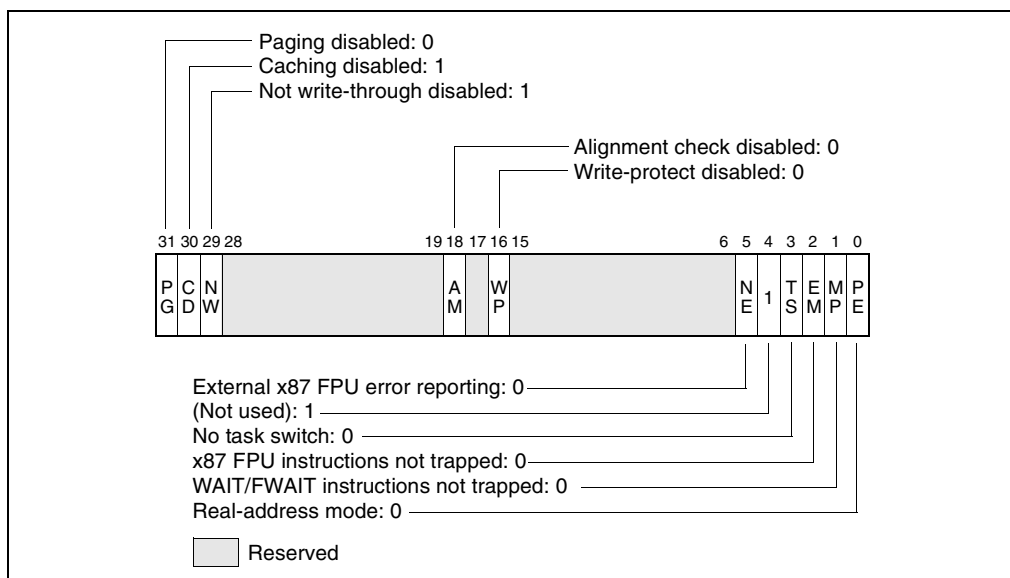 Paging disabled: 0
Caching disabled: 1
Not write-through disabled: 1
Alignment check disabled: 0
Write-protect disabled: 0
31 30 29 28 19 18 17 16 15 6 5 4 3 2 1 0
P G C D N W A M W P N E 1 T S E M M P P E
External x87 FPU error reporting: 0
(Not used): 1
No task switch: 0
x87 FPU instructions not trapped: 0
WAIT/FWAIT instructions not trapped: 0
Real-address mode: 0
Reserved